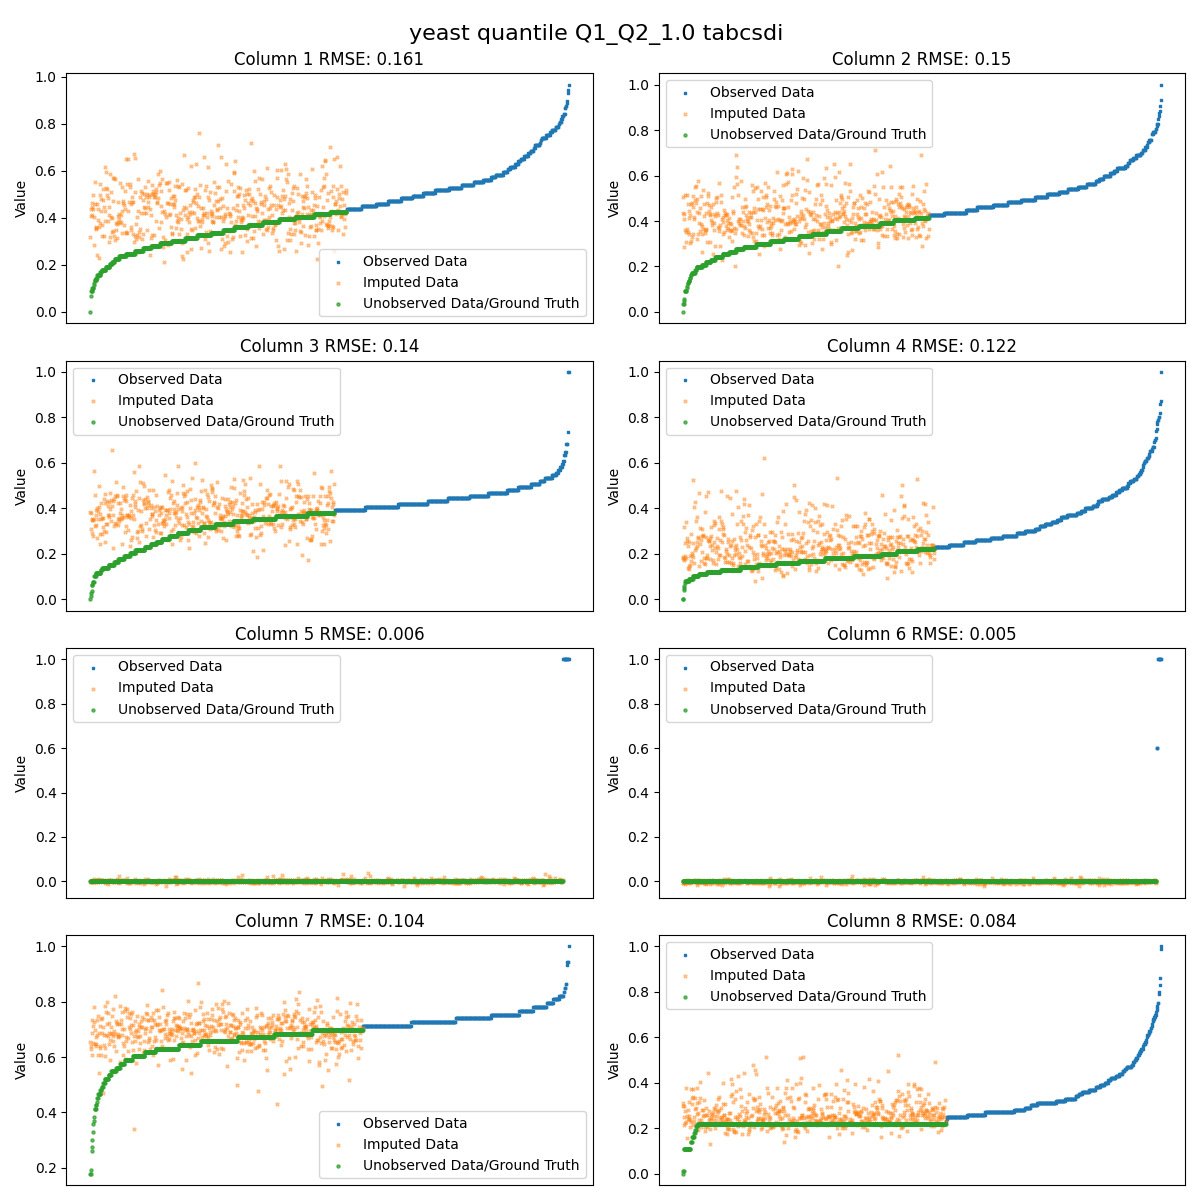 yeast quantile Q1_Q2_1.0 tabcsdi
Column 1 RMSE: 0.161
Value
1.0
0.8
0.6
0.4
0.2
0.0
Observed Data
Imputed Data
Unobserved Data/Ground Truth
Column 2 RMSE: 0.15
Value
1.0
0.8
0.6
0.4
0.2
0.0
Observed Data
Imputed Data
Unobserved Data/Ground Truth
Column 3 RMSE: 0.14
Value
1.0
0.8
0.6
0.4
0.2
0.0
Observed Data
Imputed Data
Unobserved Data/Ground Truth
Column 4 RMSE: 0.122
Value
1.0
0.8
0.6
0.4
0.2
0.0
Observed Data
Imputed Data
Unobserved Data/Ground Truth
Column 5 RMSE: 0.006
Value
1.0
0.8
0.6
0.4
0.2
0.0
Observed Data
Imputed Data
Unobserved Data/Ground Truth
Column 6 RMSE: 0.005
Value
1.0
0.8
0.6
0.4
0.2
0.0
Observed Data
Imputed Data
Unobserved Data/Ground Truth
Column 7 RMSE: 0.104
Value
1.0
0.8
0.6
0.4
0.2
Observed Data
Imputed Data
Unobserved Data/Ground Truth
Column 8 RMSE: 0.084
Value
1.0
0.8
0.6
0.4
0.2
0.0
Observed Data
Imputed Data
Unobserved Data/Ground Truth